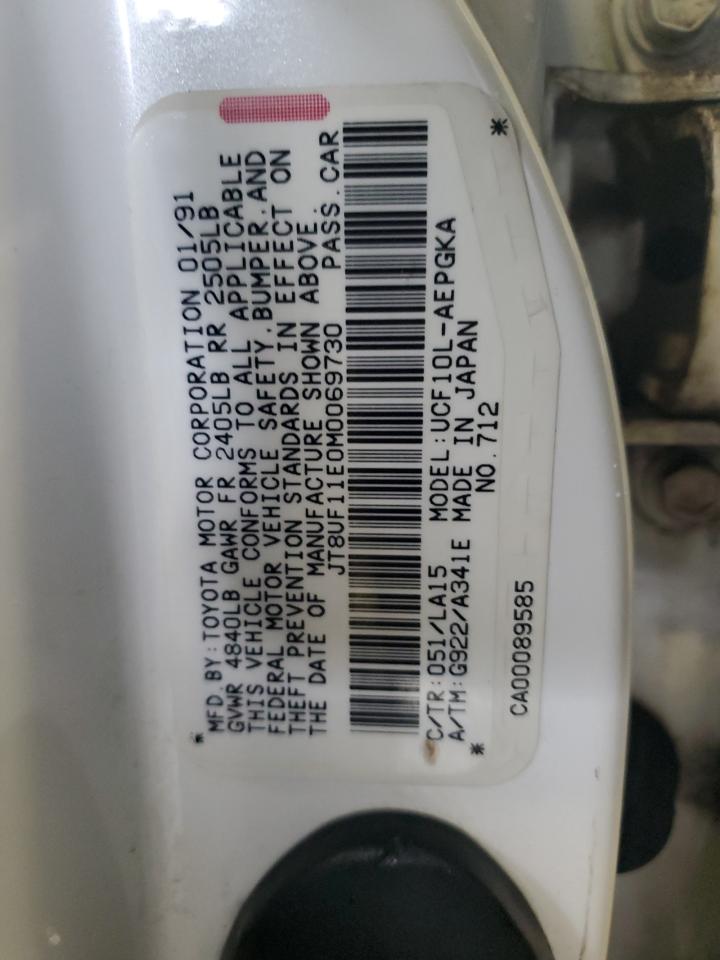 MFD.BY:TOYOTA MOTOR CORPORATION 01/91
GVWR 4840LB GAWR FR 2405LB RR 2505LB
THIS VEHICLE CONFORMS TO ALL APPLICABLE
FEDERAL MOTOR VEHICLE SAFETY,BUMPER,AND
THEFT PREVENTION STANDARDS IN EFFECT ON
THE DATE OF MANUFACTURE SHOWN ABOVE.
JT8UF11E0M0069730 PASS.CAR
C/TR:051/LA15 MODEL:UCF10L-AEPGKA
A/TM:G922/A341E MADE IN JAPAN
NO.712
CA00089585